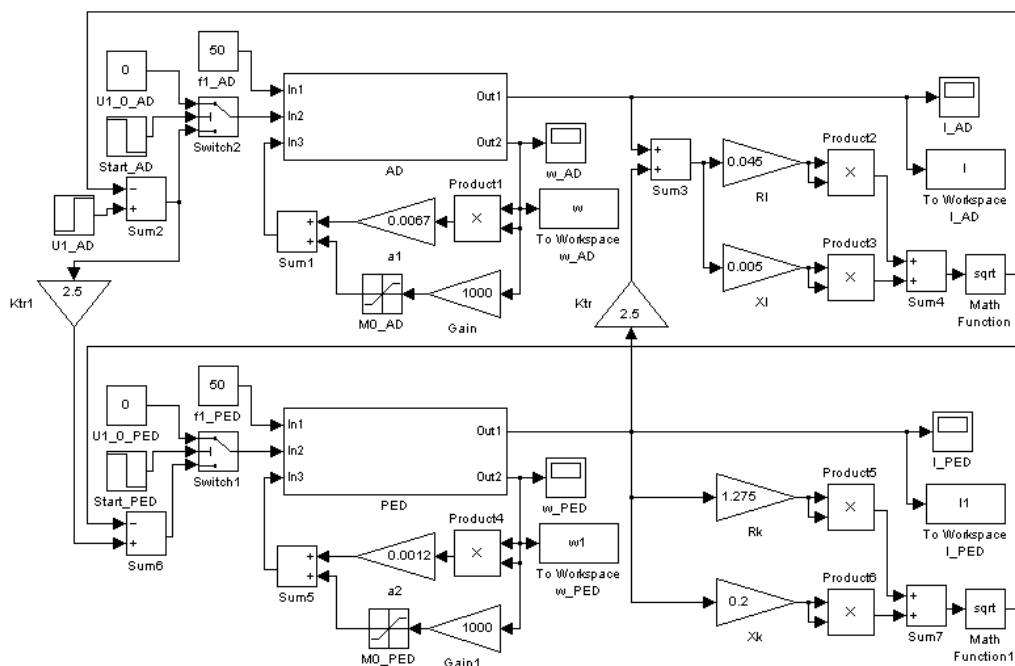 0
U1_0_AD
50
f1_AD
Start_AD
Switch2
In1
In2
In3
Out1
Out2
AD
w_AD
I_AD
U1_AD
Sum2
Sum1
0.0067
a1
Product1
w
To Workspace
w_AD
M0_AD
1000
Gain
Sum3
0.045
Rl
Product2
I
To Workspace
I_AD
0.005
Xl
Product3
Sum4
sqrt
Math
Function
Ktr1
2.5
Ktr
2.5
0
U1_0_PED
50
f1_PED
Start_PED
Switch1
In1
In2
In3
Out1
Out2
PED
w_PED
I_PED
Sum6
Sum5
0.0012
a2
Product4
w1
To Workspace
w_PED
M0_PED
1000
Gain1
1.275
Rk
Product5
I1
To Workspace
I_PED
0.2
Xk
Product6
Sum7
sqrt
Math
Function1